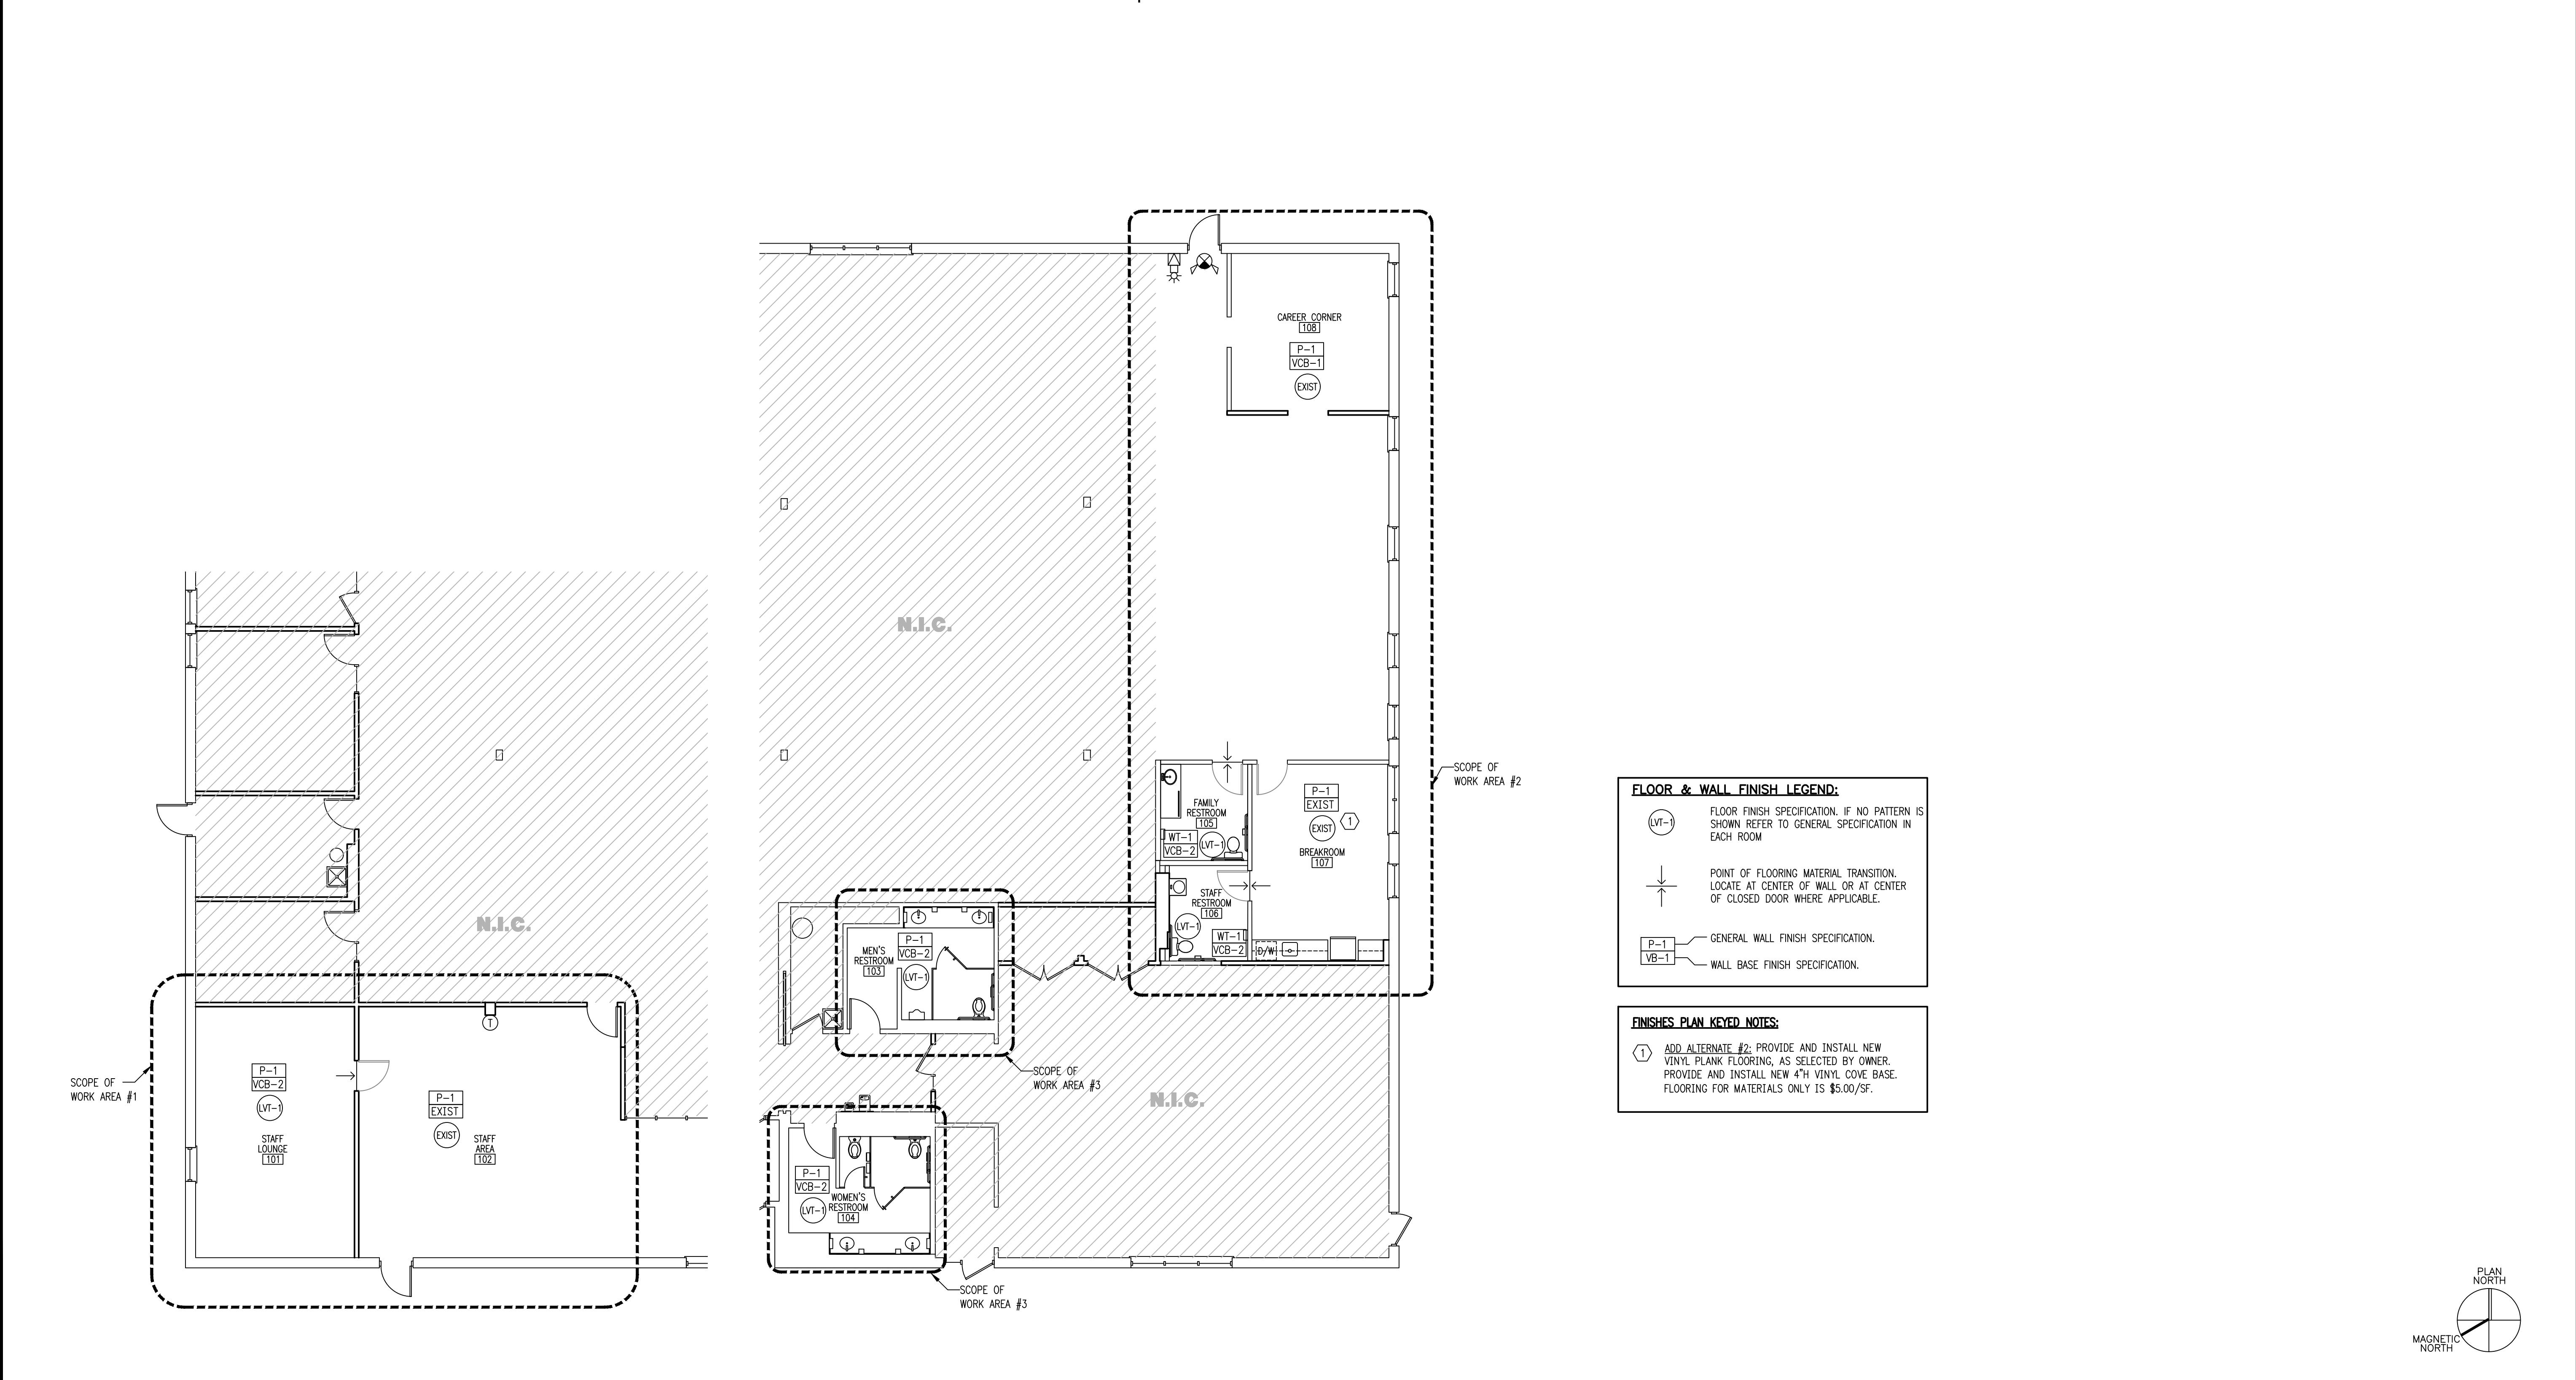 CAREER CORNER
108
P-1
VCB-1
EXIST
N.I.C.
SCOPE OF
WORK AREA #2
FAMILY
RESTROOM
105
WT-1
VCB-2
LVT-1
P-1
EXIST
EXIST
1
BREAKROOM
107
STAFF
RESTROOM
106
LVT-1
WT-1
VCB-2
D/W
N.I.C.
MEN'S
RESTROOM
103
P-1
VCB-2
LVT-1
SCOPE OF
WORK AREA #3
T
SCOPE OF
WORK AREA #1
P-1
VCB-2
LVT-1
STAFF
LOUNGE
101
P-1
EXIST
EXIST
STAFF
AREA
102
N.I.C.
P-1
VCB-2
LVT-1
WOMEN'S
RESTROOM
104
SCOPE OF
WORK AREA #3
FLOOR & WALL FINISH LEGEND:
LVT-1
FLOOR FINISH SPECIFICATION. IF NO PATTERN IS
SHOWN REFER TO GENERAL SPECIFICATION IN
EACH ROOM
POINT OF FLOORING MATERIAL TRANSITION.
LOCATE AT CENTER OF WALL OR AT CENTER
OF CLOSED DOOR WHERE APPLICABLE.
P-1
VB-1
GENERAL WALL FINISH SPECIFICATION.
WALL BASE FINISH SPECIFICATION.
FINISHES PLAN KEYED NOTES:
1
ADD ALTERNATE #2: PROVIDE AND INSTALL NEW
VINYL PLANK FLOORING, AS SELECTED BY OWNER.
PROVIDE AND INSTALL NEW 4"H VINYL COVE BASE.
FLOORING FOR MATERIALS ONLY IS $5.00/SF.
PLAN
NORTH
MAGNETIC
NORTH